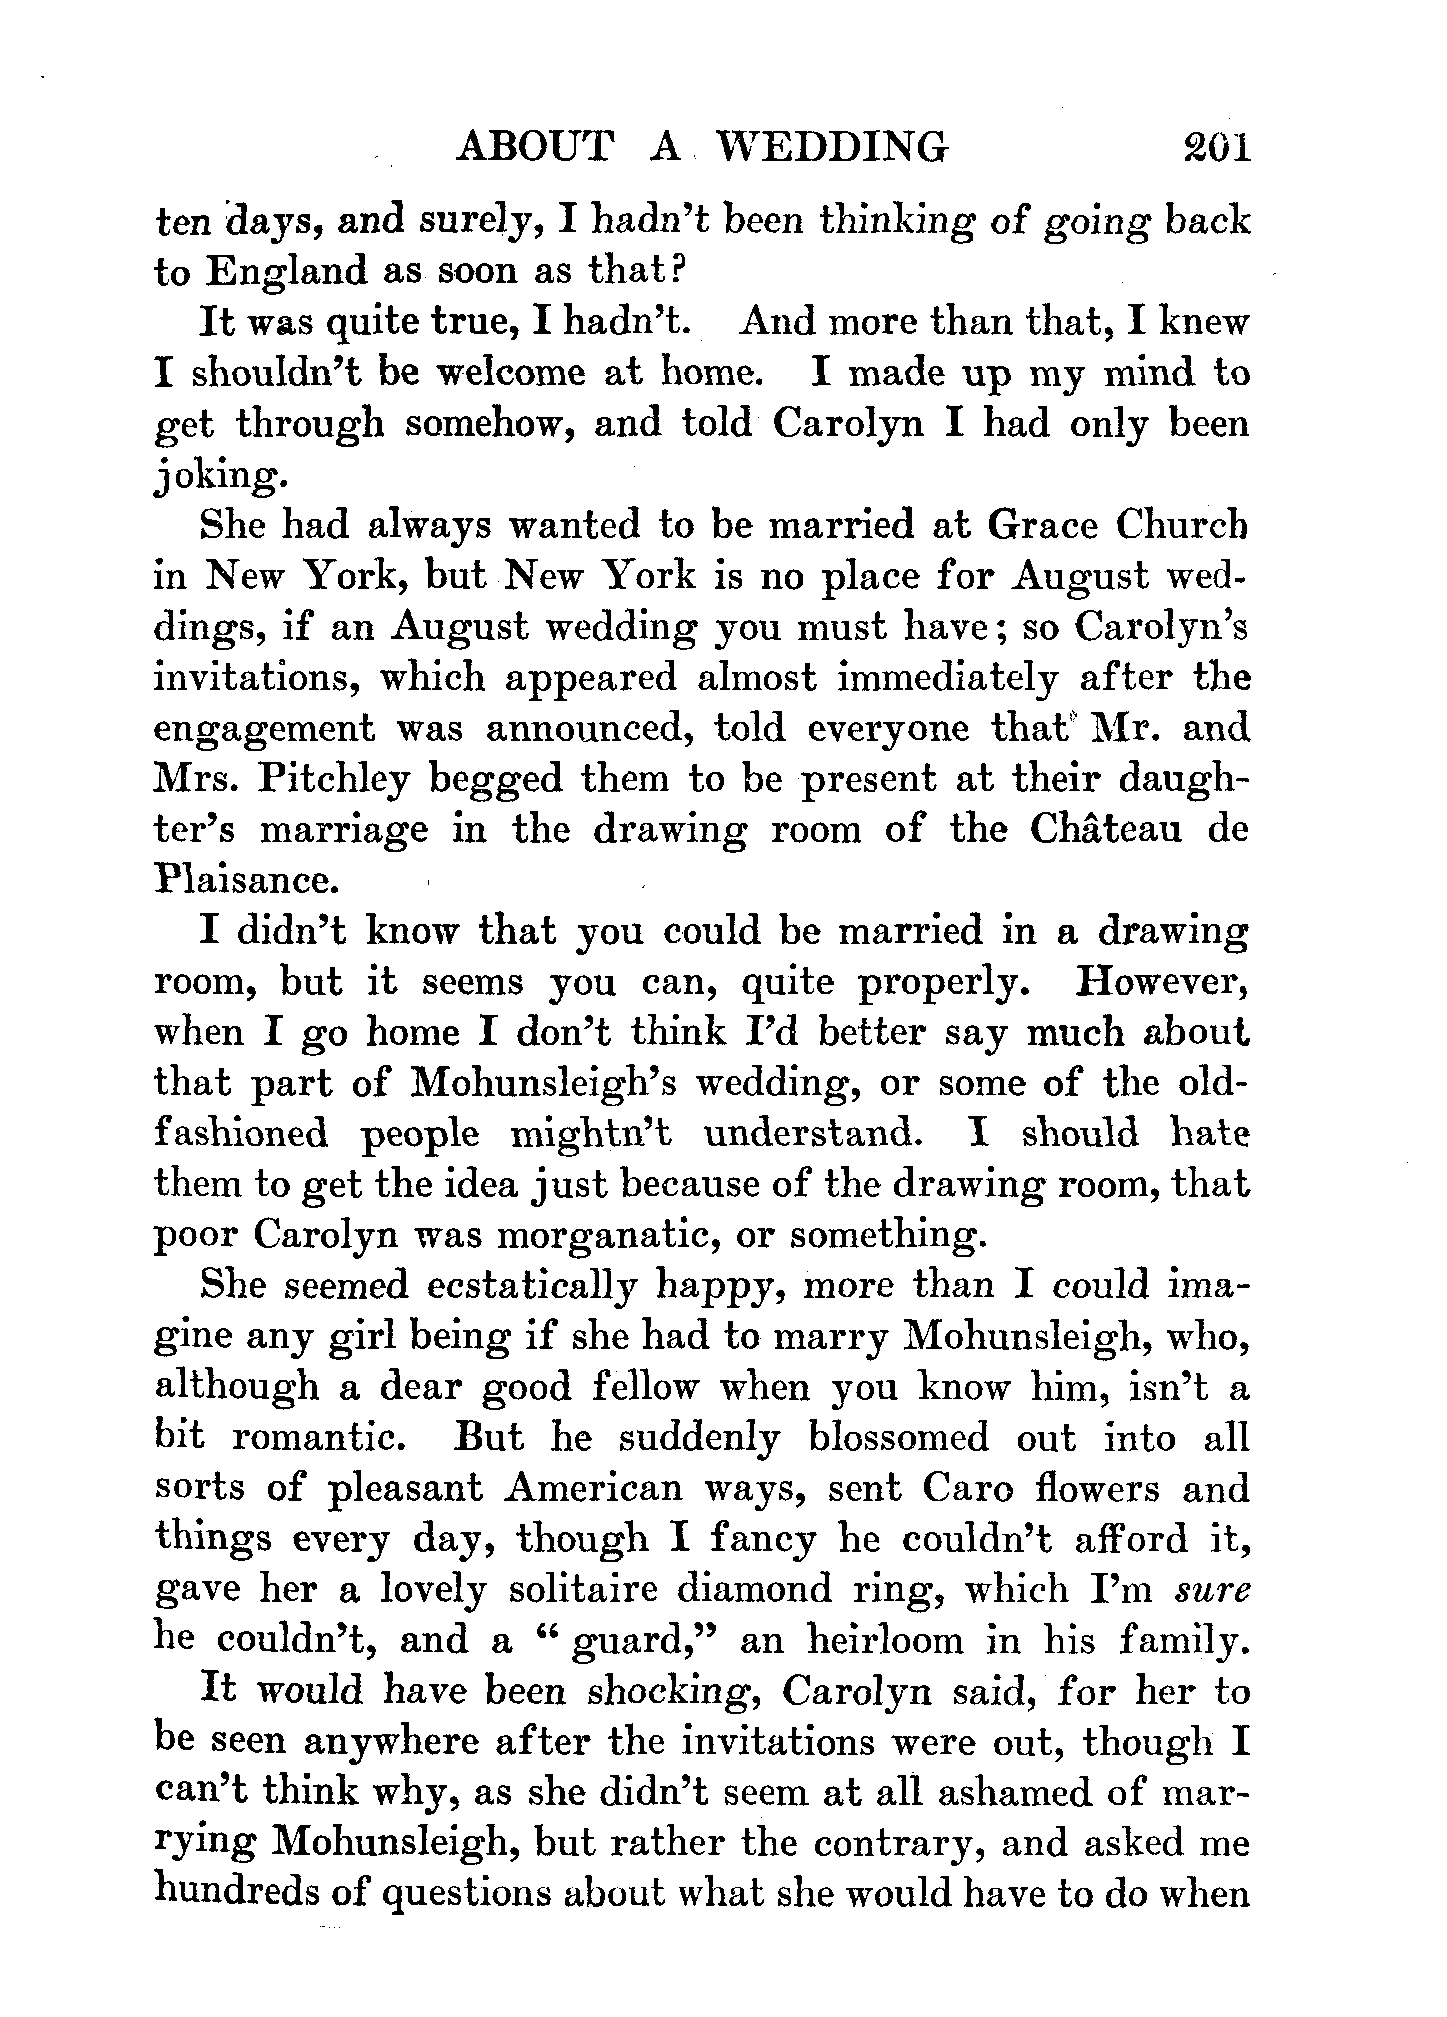 ABOUT A WEDDING 201
ten days, and surely, I hadn't been thinking of going back
to England as soon as that?
It was quite true, I hadn't. And more than that, I knew
I shouldn't be welcome at home. I made up my mind to
get through somehow, and told Carolyn I had only been
joking.
She had always wanted to be married at Grace Church
in New York, but New York is no place for August wed-
dings, if an August wedding you must have; so Carolyn's
invitations, which appeared almost immediately after the
engagement was announced, told everyone that Mr. and
Mrs. Pitchley begged them to be present at their daugh-
ter's marriage in the drawing room of the Château de
Plaisance.
I didn't know that you could be married in a drawing
room, but it seems you can, quite properly. However,
when I go home I don't think I'd better say much about
that part of Mohunsleigh's wedding, or some of the old-
fashioned people mightn't understand. I should hate
them to get the idea just because of the drawing room, that
poor Carolyn was morganatic, or something.
She seemed ecstatically happy, more than I could ima-
gine any girl being if she had to marry Mohunsleigh, who,
although a dear good fellow when you know him, isn't a
bit romantic. But he suddenly blossomed out into all
sorts of pleasant American ways, sent Caro flowers and
things every day, though I fancy he couldn't afford it,
gave her a lovely solitaire diamond ring, which I'm sure
he couldn't, and a “ guard,” an heirloom in his family.
It would have been shocking, Carolyn said, for her to
be seen anywhere after the invitations were out, though I
can't think why, as she didn't seem at all ashamed of mar-
rying Mohunsleigh, but rather the contrary, and asked me
hundreds of questions about what she would have to do when